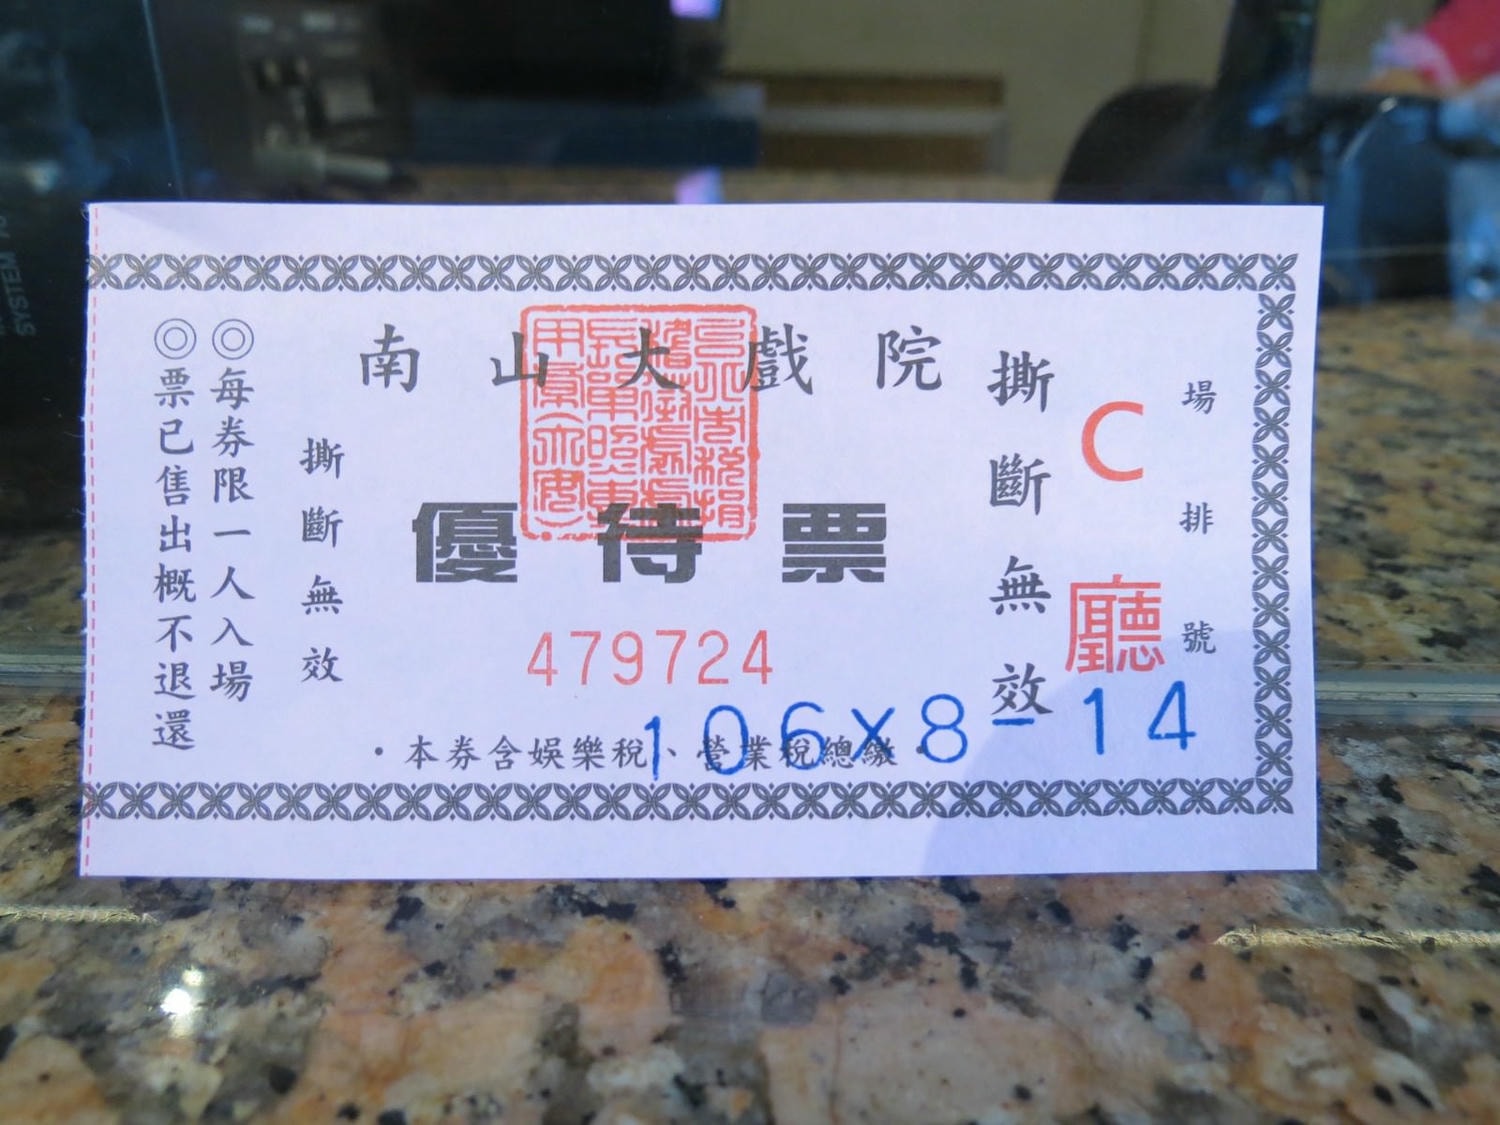 南山大戲院
優待票
479724
・本券含娛樂稅、營業稅總繳・
106X8-14
場
排
號
C
廳
撕斷無效
撕斷無效
◎每券限一人入場
◎票已售出概不退還